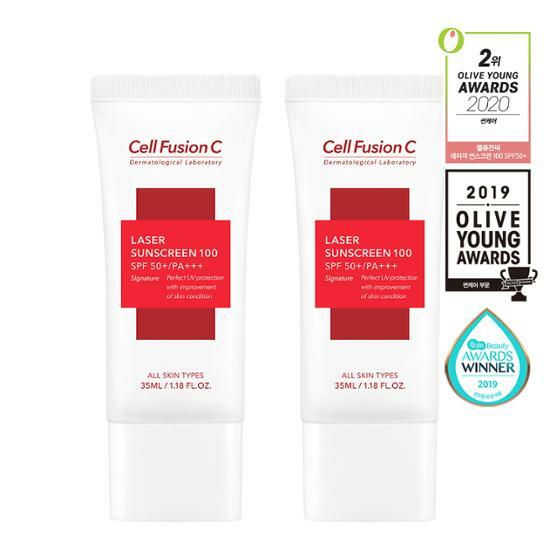 Cell Fusion C
Dermatological Laboratory
LASER
SUNSCREEN 100
SPF 50+/PA+++
Signature
Perfect UV protection
with improvement
of skin condition
ALL SKIN TYPES
35ML / 1.18 FL.OZ.
Cell Fusion C
Dermatological Laboratory
LASER
SUNSCREEN 100
SPF 50+/PA+++
Signature
Perfect UV protection
with improvement
of skin condition
ALL SKIN TYPES
35ML / 1.18 FL.OZ.
2위
OLIVE YOUNG
AWARDS
2020
썬케어
셀퓨전씨
레이저 썬스크린 100 SPF50+
2019
OLIVE
YOUNG
AWARDS
썬케어 부문
Beauty
AWARDS
WINNER
2019